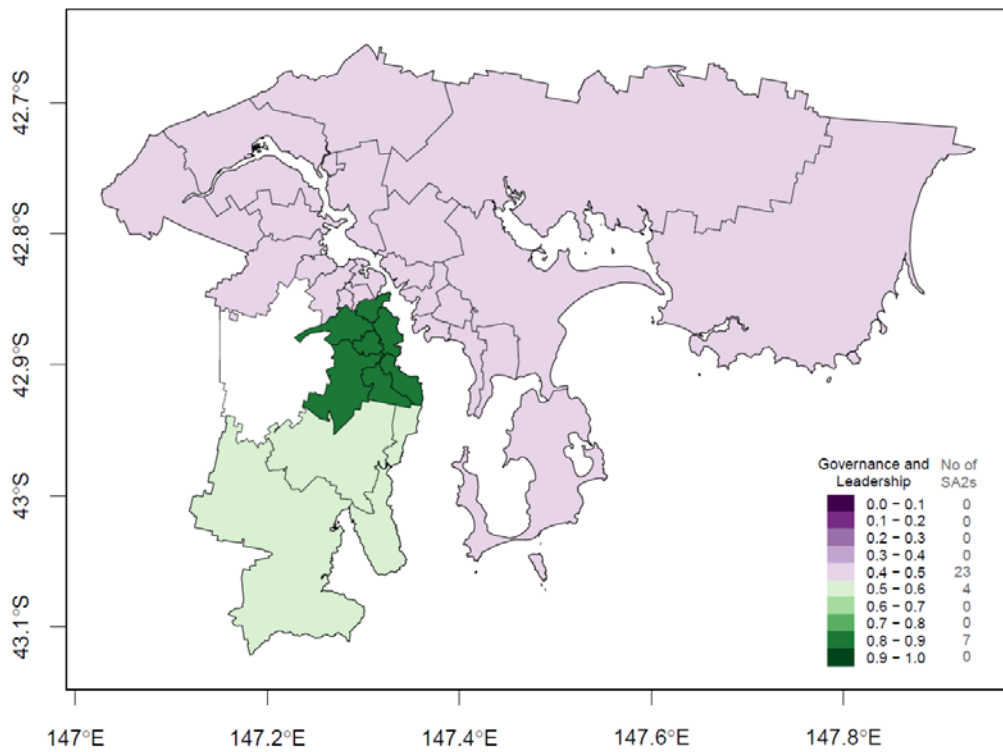 42.7°S
42.8°S
42.9°S
43°S
43.1°S
Governance and Leadership No of SA2s
0.0 – 0.1 0
0.1 – 0.2 0
0.2 – 0.3 0
0.3 – 0.4 0
0.4 – 0.5 23
0.5 – 0.6 4
0.6 – 0.7 0
0.7 – 0.8 0
0.8 – 0.9 7
0.9 – 1.0 0
147°E 147.2°E 147.4°E 147.6°E 147.8°E